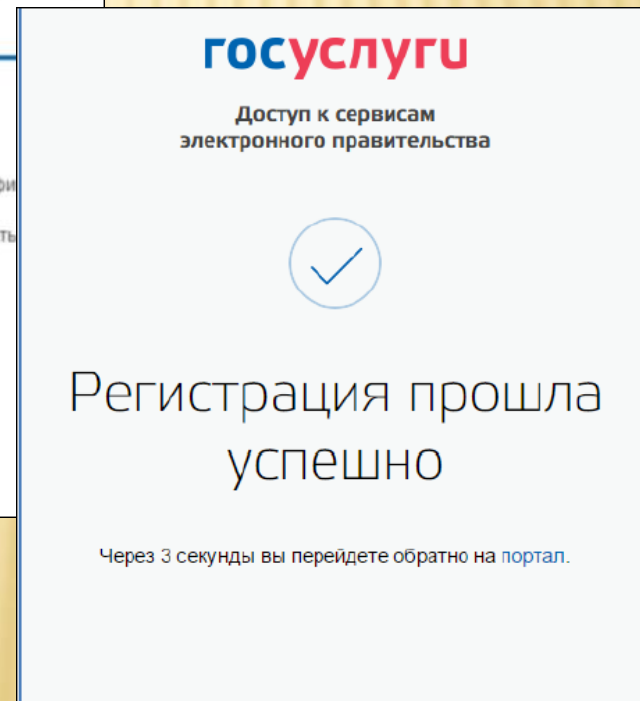 госуслуги
Доступ к сервисам
электронного правительства
Регистрация прошла
успешно
Через 3 секунды вы перейдете обратно на портал.